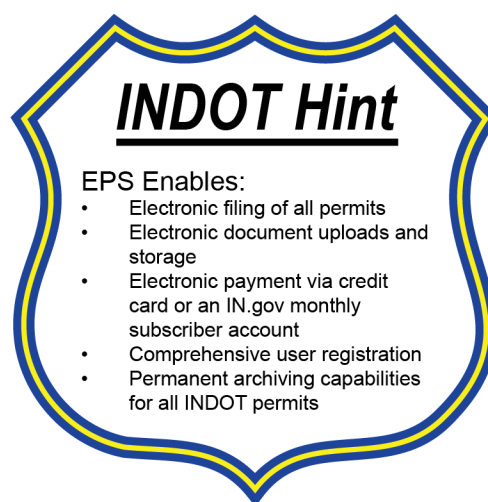 INDOT Hint
EPS Enables:
• Electronic filing of all permits
• Electronic document uploads and
storage
• Electronic payment via credit
card or an IN.gov monthly
subscriber account
• Comprehensive user registration
• Permanent archiving capabilities
for all INDOT permits